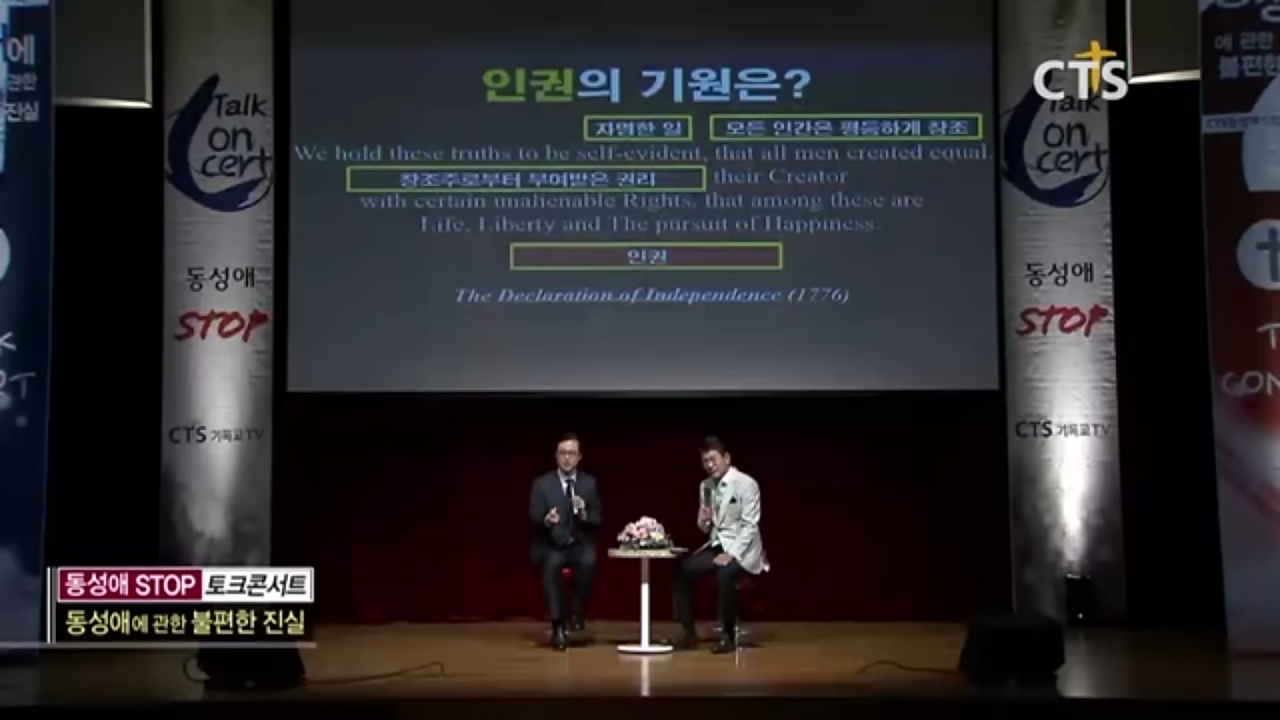 인권의 기원은?
자명한 일 모든 인간은 평등하게 창조
We hold these truths to be self-evident, that all men created equal,
창조주로부터 부여받은 권리 their Creator
with certain unalienable Rights, that among these are
Life, Liberty and The pursuit of Happiness.
인권
The Declaration of Independence (1776)
CTS
Talk
on
cert
동성애
STOP
CTS 기독교TV
Talk
on
cert
동성애
STOP
CTS 기독교TV
에
관한
진실
에 관한
불편한
CON
동성애 STOP 토크콘서트
동성애에 관한 불편한 진실